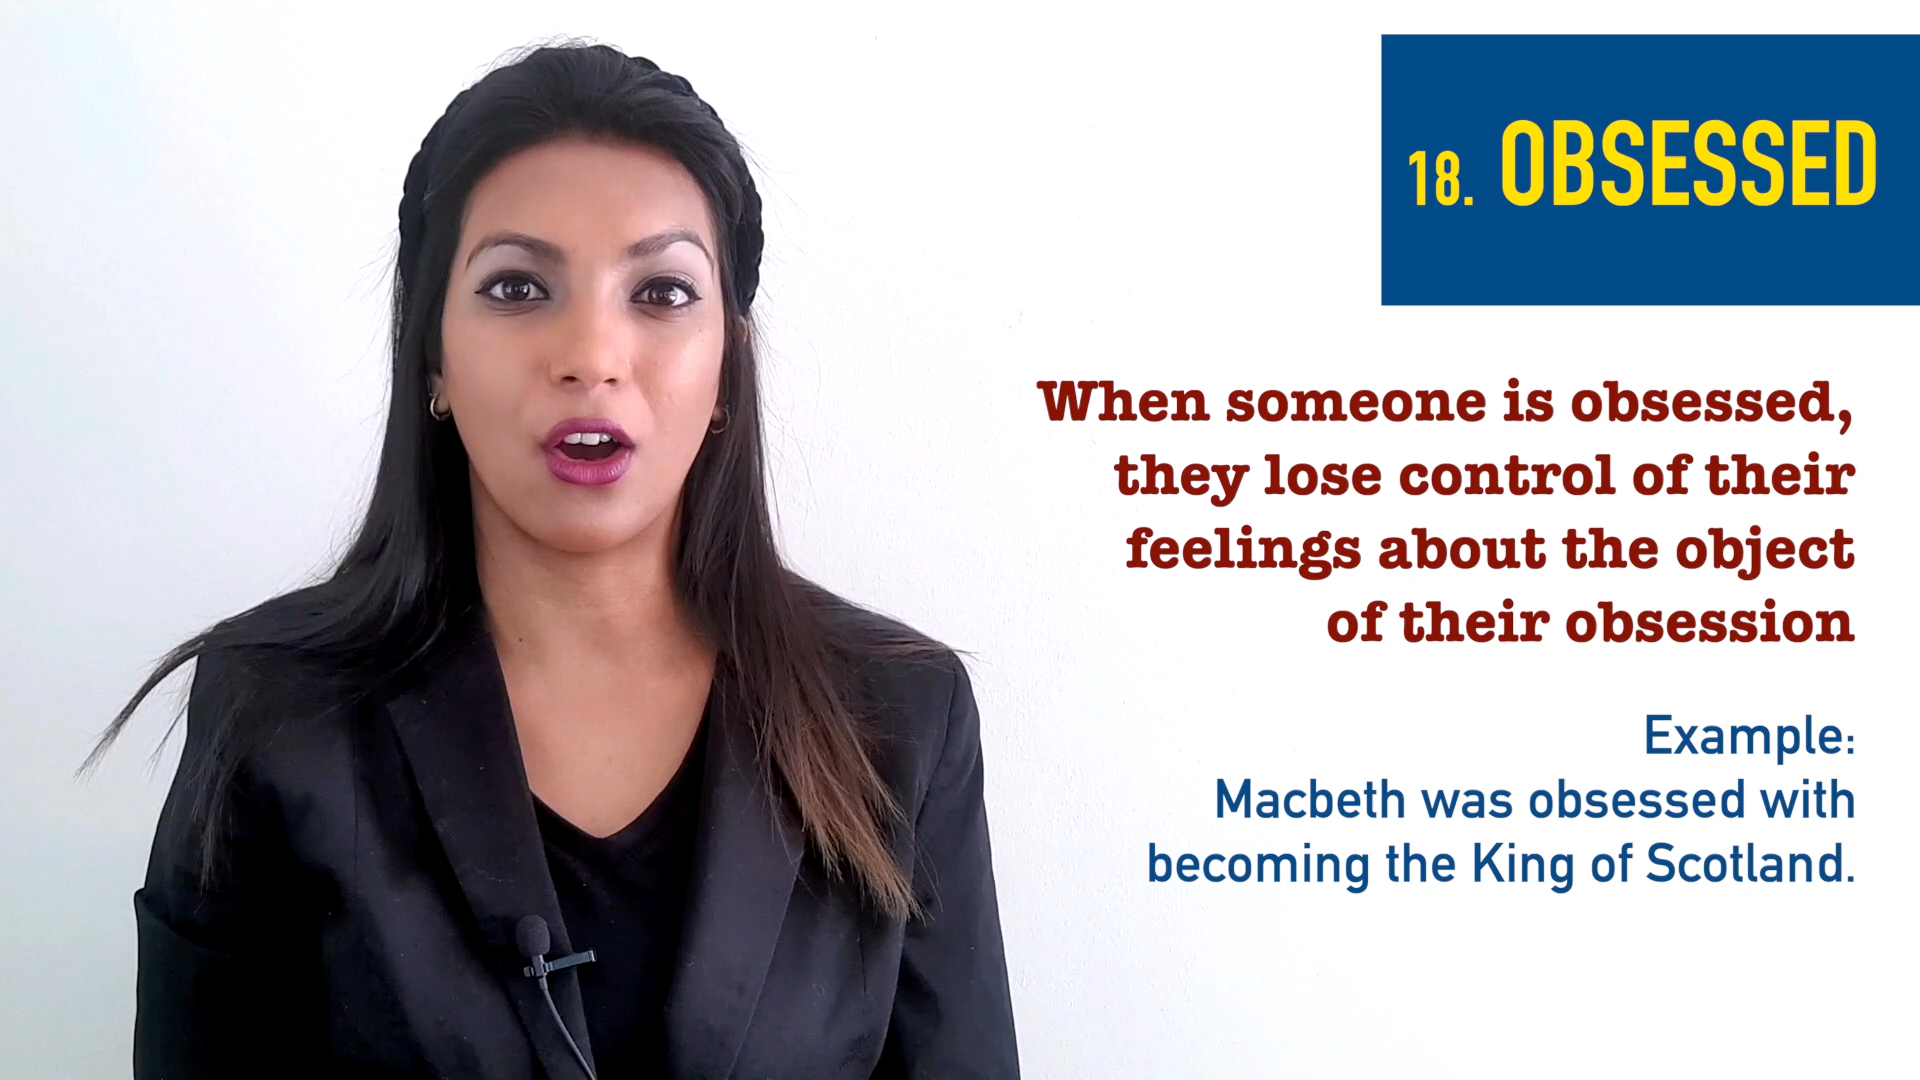 18. OBSESSED
When someone is obsessed,
they lose control of their
feelings about the object
of their obsession
Example:
Macbeth was obsessed with
becoming the King of Scotland.